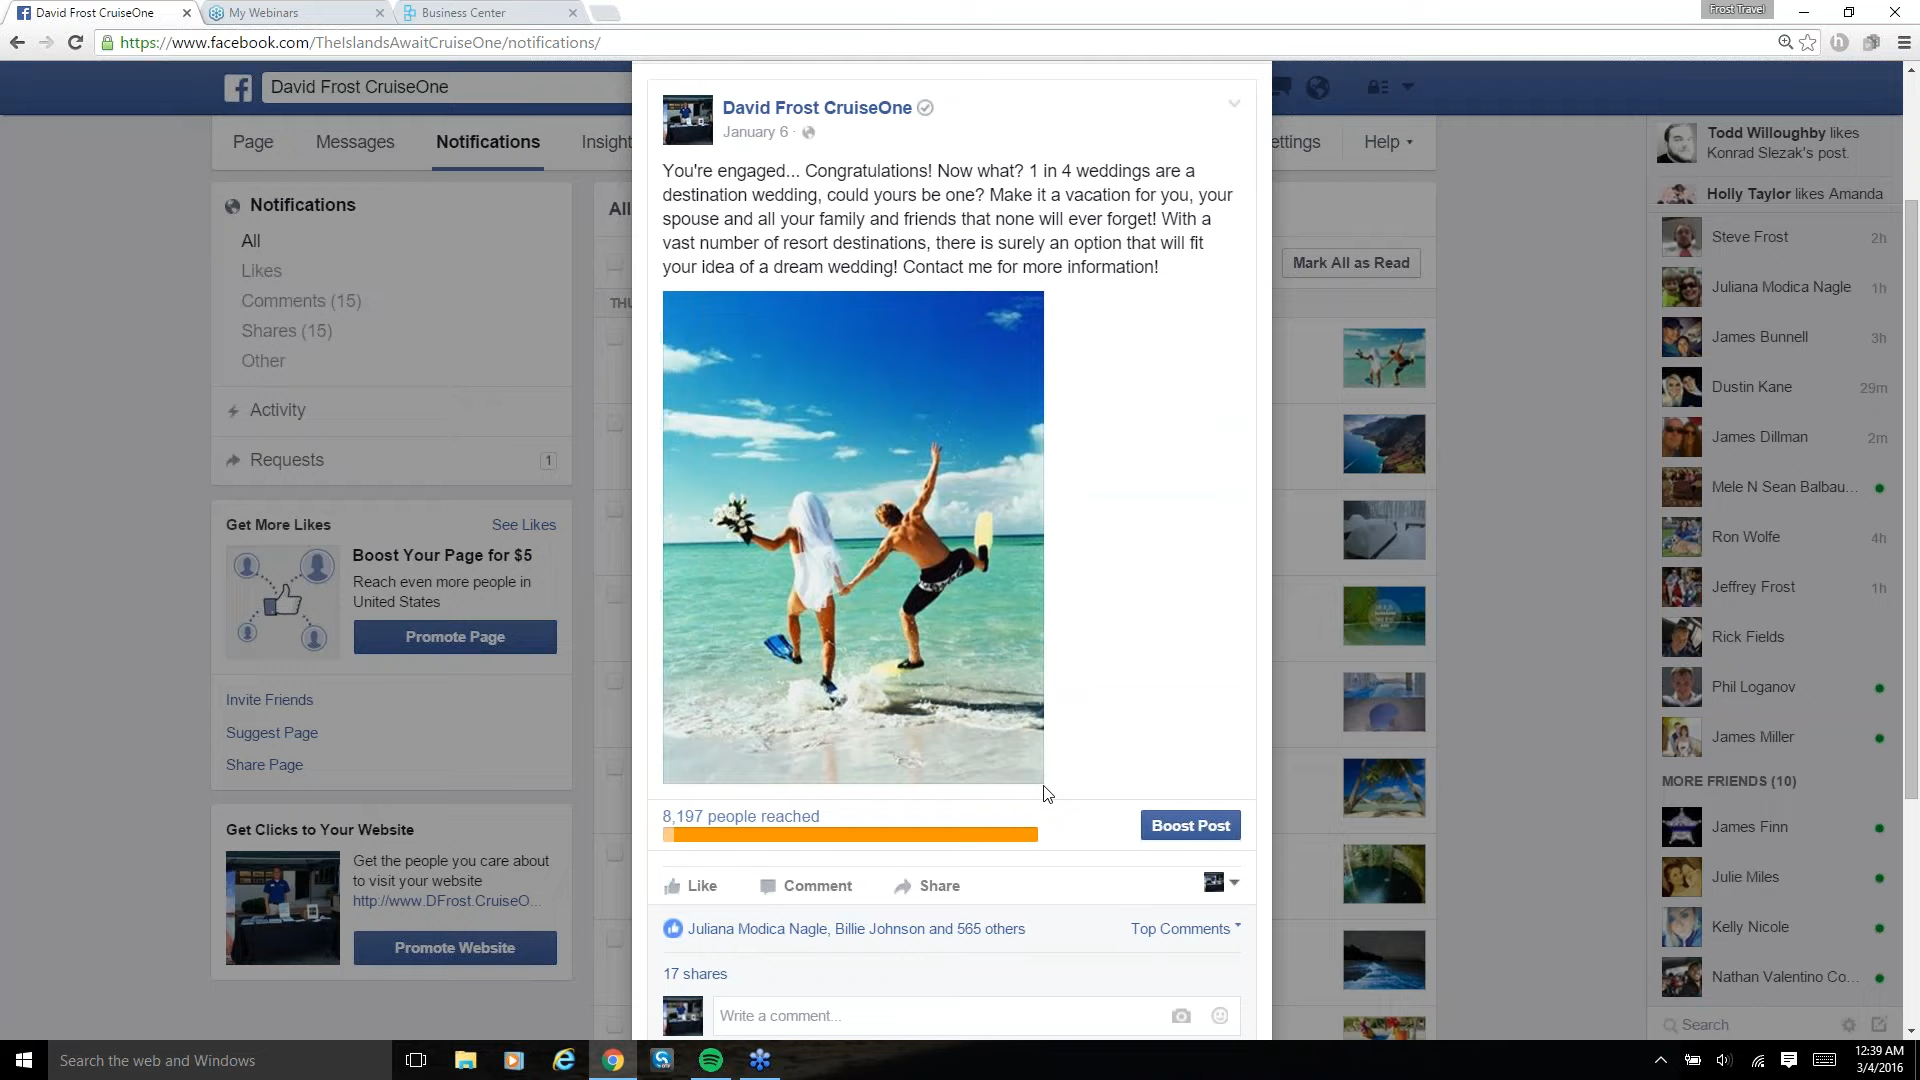 David Frost CruiseOne
My Webinars
Business Center
Frost Travel
https://www.facebook.com/TheIslandsAwaitCruiseOne/notifications/
David Frost CruiseOne
Page
Messages
Notifications
Insight
ettings
Help
Notifications
All
Likes
Comments (15)
Shares (15)
Other
Activity
Requests
1
Get More Likes
See Likes
Boost Your Page for $5
Reach even more people in
United States
Promote Page
Invite Friends
Suggest Page
Share Page
Get Clicks to Your Website
Get the people you care about
to visit your website
http://www.DFrost.CruiseO...
Promote Website
All
THU
Mark All as Read
David Frost CruiseOne
January 6 ·
You're engaged... Congratulations! Now what? 1 in 4 weddings are a
destination wedding, could yours be one? Make it a vacation for you, your
spouse and all your family and friends that none will ever forget! With a
vast number of resort destinations, there is surely an option that will fit
your idea of a dream wedding! Contact me for more information!
8,197 people reached
Boost Post
Like
Comment
Share
Juliana Modica Nagle, Billie Johnson and 565 others
Top Comments
17 shares
Write a comment...
Todd Willoughby likes
Konrad Slezak's post.
Holly Taylor likes Amanda
Steve Frost 2h
Juliana Modica Nagle 1h
James Bunnell 3h
Dustin Kane 29m
James Dillman 2m
Mele N Sean Balbau...
Ron Wolfe 4h
Jeffrey Frost 1h
Rick Fields
Phil Loganov
James Miller
MORE FRIENDS (10)
James Finn
Julie Miles
Kelly Nicole
Nathan Valentino Co...
Search
Search the web and Windows
12:39 AM
3/4/2016